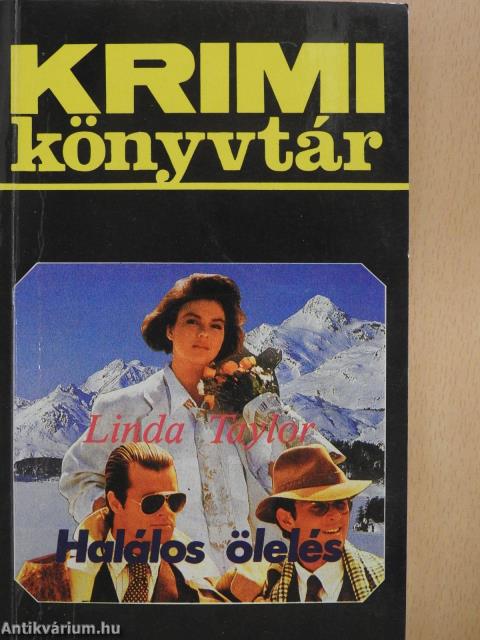 KRIMI
könyvtár
Linda Taylor
Halálos ölelés
Antikvárium.hu